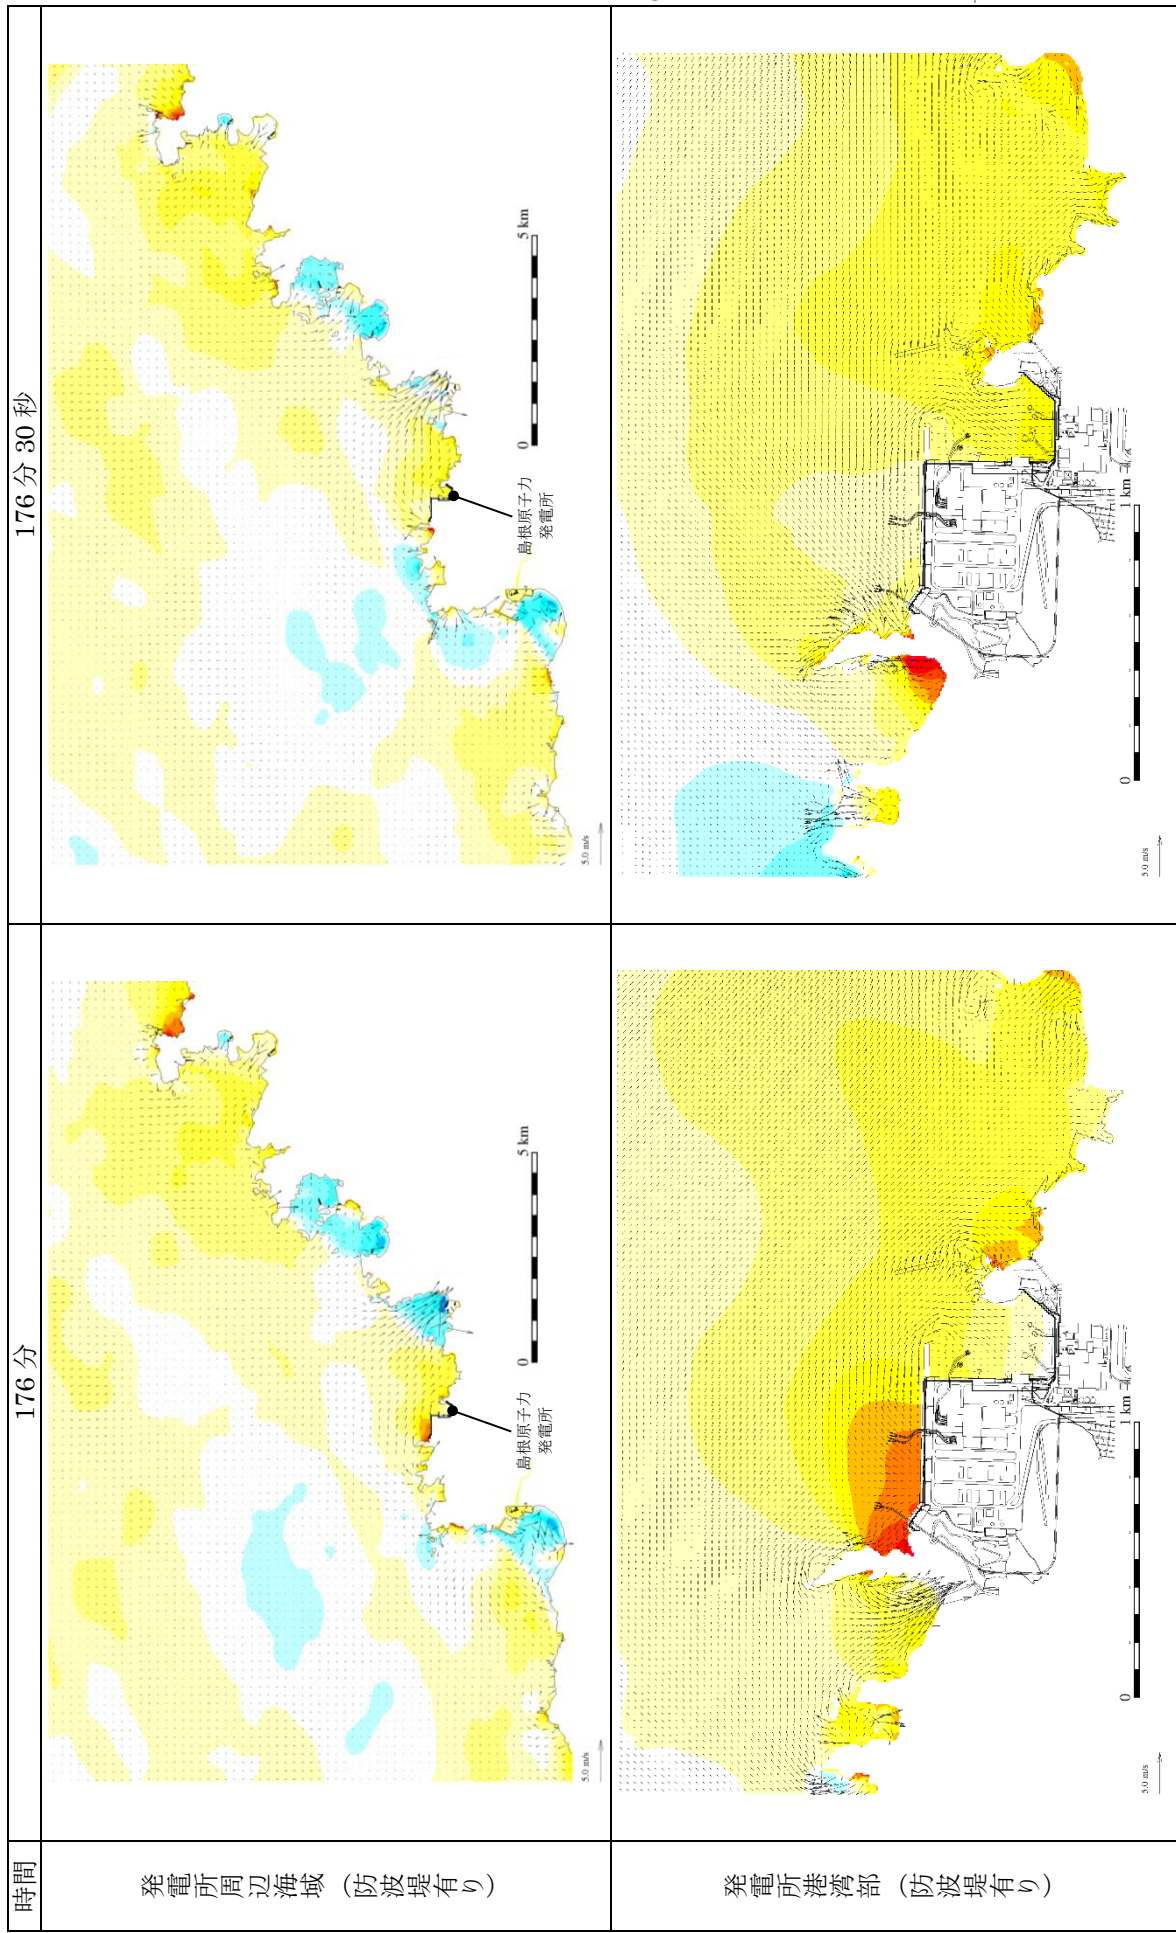 時間
176分
176分30秒
発電所周辺海域（防波堤有り）
島根原子力
発電所
0
5 km
5.0 m/s
島根原子力
発電所
0
5 km
5.0 m/s
発電所港湾部（防波堤有り）
0
1 km
5.0 m/s
0
1 km
5.0 m/s